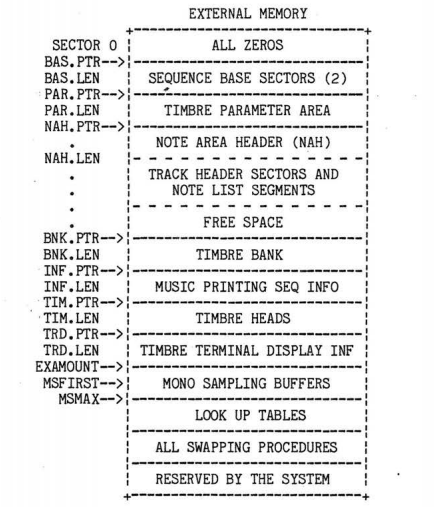 EXTERNAL MEMORY
SECTOR 0 ALL ZEROS
BAS.PTR-->
BAS.LEN SEQUENCE BASE SECTORS (2)
PAR.PTR-->
PAR.LEN TIMBRE PARAMETER AREA
NAH.PTR-->
. NOTE AREA HEADER (NAH)
NAH.LEN
. TRACK HEADER SECTORS AND
. NOTE LIST SEGMENTS
.
. FREE SPACE
BNK.PTR-->
BNK.LEN TIMBRE BANK
INF.PTR-->
INF.LEN MUSIC PRINTING SEQ INFO
TIM.PTR-->
TIM.LEN TIMBRE HEADS
TRD.PTR-->
TRD.LEN TIMBRE TERMINAL DISPLAY INF
EXAMOUNT-->
MSFIRST--> MONO SAMPLING BUFFERS
MSMAX-->
LOOK UP TABLES
ALL SWAPPING PROCEDURES
RESERVED BY THE SYSTEM